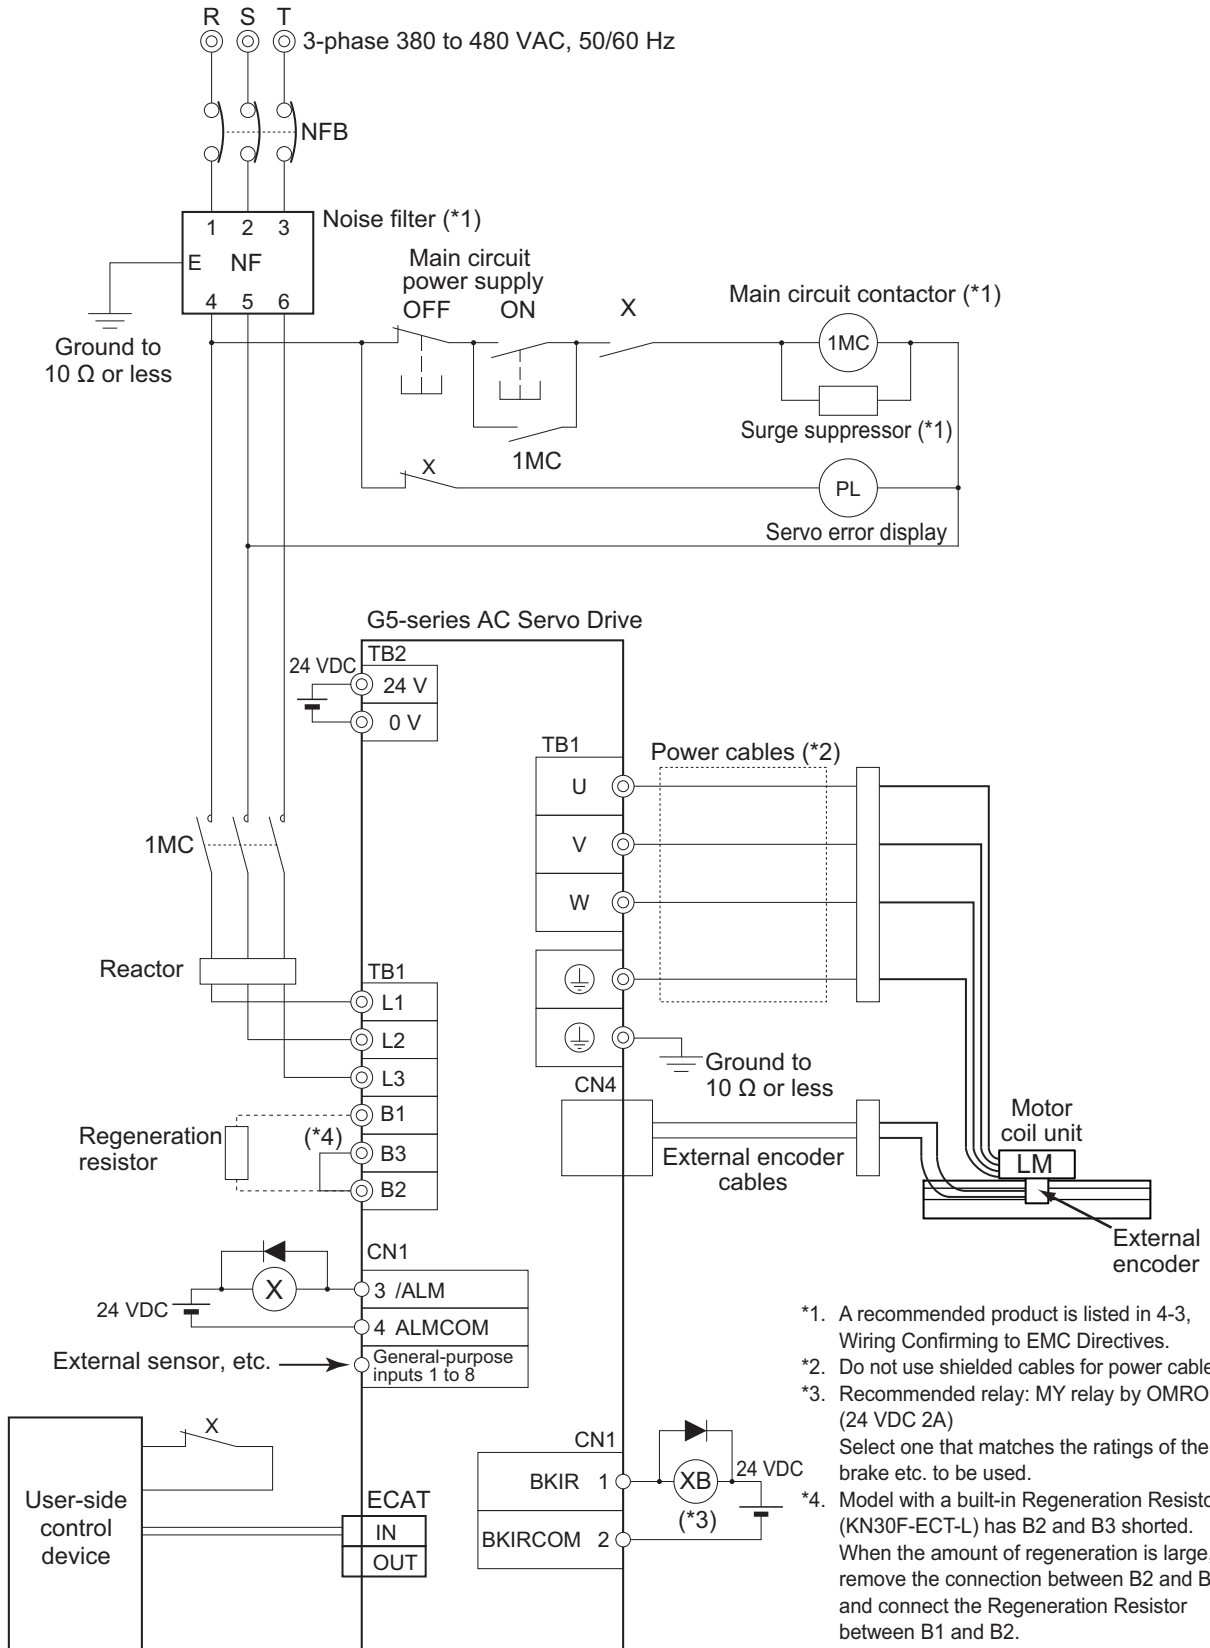 R S T
3-phase 380 to 480 VAC, 50/60 Hz
NFB
Noise filter (*1)
1 2 3
E NF
4 5 6
Ground to
10 Ω or less
Main circuit
power supply
OFF ON X
Main circuit contactor (*1)
1MC
Surge suppressor (*1)
1MC
X
PL
Servo error display
G5-series AC Servo Drive
24 VDC
TB2
24 V
0 V
TB1
Power cables (*2)
U
V
W
1MC
Reactor
TB1
L1
L2
L3
B1
B3
B2
Regeneration
resistor
(*4)
Ground to
10 Ω or less
CN4
External encoder
cables
Motor
coil unit
LM
External
encoder
CN1
X
3 /ALM
24 VDC
4 ALMCOM
External sensor, etc.
General-purpose
inputs 1 to 8
X
User-side
control
device
ECAT
IN
OUT
CN1
BKIR 1
XB
24 VDC
(*3)
BKIRCOM 2
*1. A recommended product is listed in 4-3,
Wiring Confirming to EMC Directives.
*2. Do not use shielded cables for power
*3. Recommended relay: MY relay by
(24 VDC 2A)
Select one that matches the ratings of the
brake etc. to be used.
*4. Model with a built-in Regeneration
(KN30F-ECT-L) has B2 and B3 shorted.
When the amount of regeneration is large
remove the connection between B2 and
and connect the Regeneration Resistor
between B1 and B2.